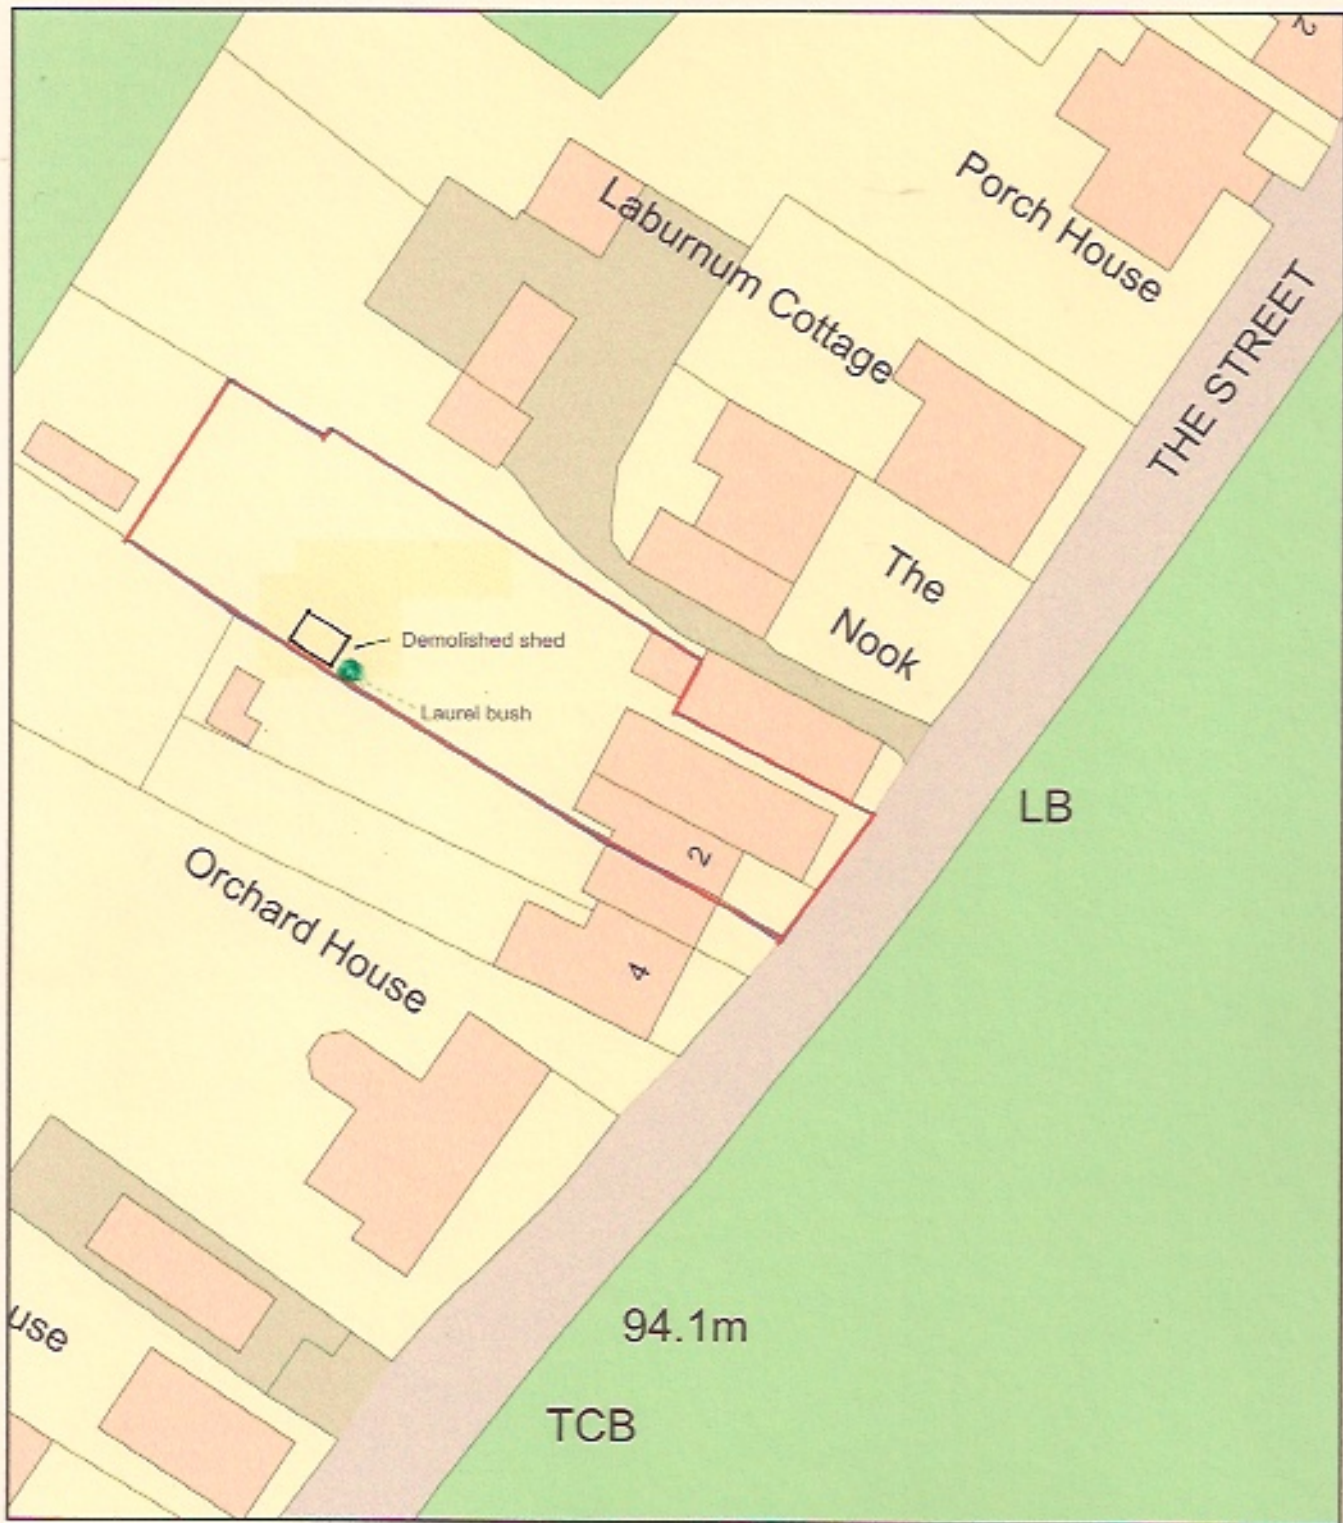 2
Porch House
Laburnum Cottage
THE STREET
The
Nook
Demolished shed
Laurel bush
LB
2
Orchard House
4
94.1m
use
TCB